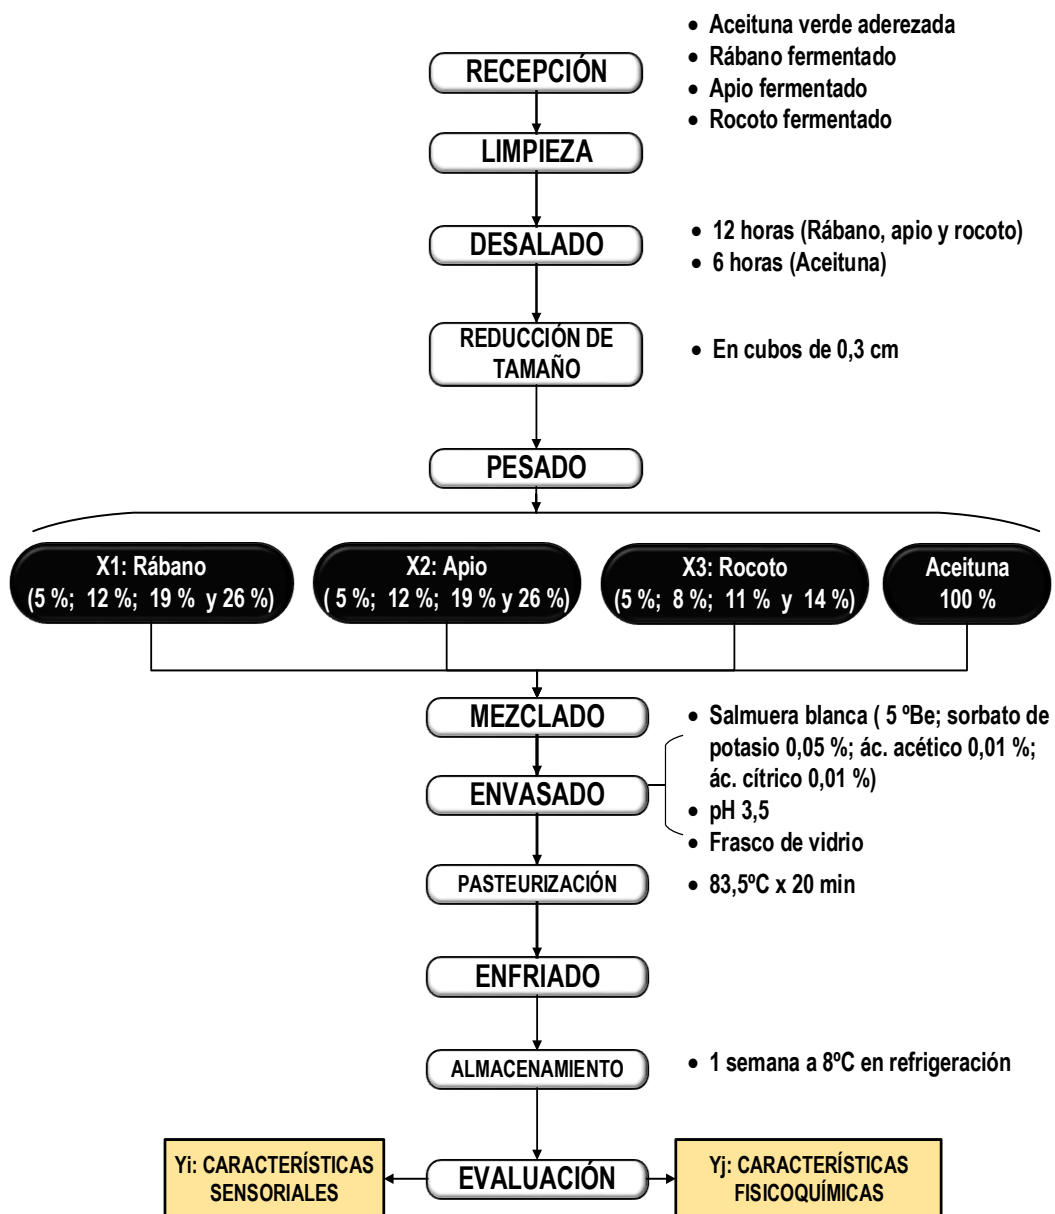 • Aceituna verde aderezada
• Rábano fermentado
• Apio fermentado
• Rocoto fermentado
RECEPCIÓN
LIMPIEZA
DESALADO
• 12 horas (Rábano, apio y rocoto)
• 6 horas (Aceituna)
REDUCCIÓN DE
TAMAÑO
• En cubos de 0,3 cm
PESADO
X1: Rábano
(5 %; 12 %; 19 % y 26 %)
X2: Apio
( 5 %; 12 %; 19 % y 26 %)
X3: Rocoto
(5 %; 8 %; 11 % y 14 %)
Aceituna
100 %
MEZCLADO
ENVASADO
• Salmuera blanca ( 5 ºBe; sorbato de
potasio 0,05 %; ác. acético 0,01 %;
ác. cítrico 0,01 %)
• pH 3,5
• Frasco de vidrio
PASTEURIZACIÓN
• 83,5ºC x 20 min
ENFRIADO
ALMACENAMIENTO
• 1 semana a 8ºC en refrigeración
Yi: CARACTERÍSTICAS
SENSORIALES
EVALUACIÓN
Yj: CARACTERÍSTICAS
FISICOQUÍMICAS